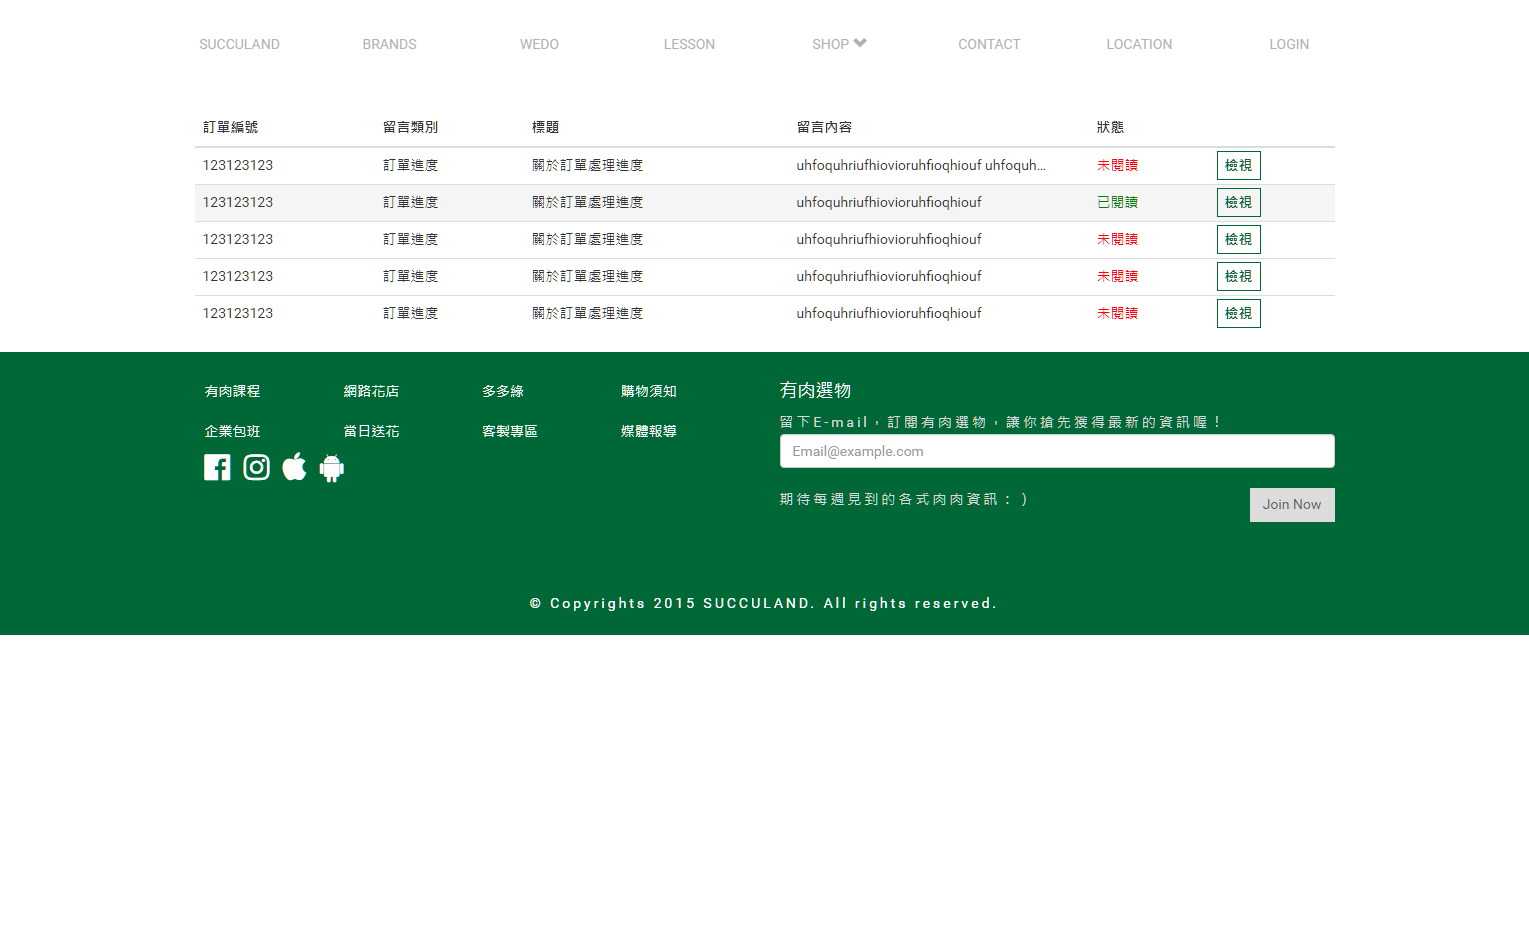 SUCCULAND BRANDS WEDO LESSON SHOP CONTACT LOCATION LOGIN
訂單編號 留言類別 標題 留言內容 狀態
123123123 訂單進度 關於訂單處理進度 uhfoquhriufhiovioruhfioqhiouf uhfoquh... 未閱讀 檢視
123123123 訂單進度 關於訂單處理進度 uhfoquhriufhiovioruhfioqhiouf 已閱讀 檢視
123123123 訂單進度 關於訂單處理進度 uhfoquhriufhiovioruhfioqhiouf 未閱讀 檢視
123123123 訂單進度 關於訂單處理進度 uhfoquhriufhiovioruhfioqhiouf 未閱讀 檢視
123123123 訂單進度 關於訂單處理進度 uhfoquhriufhiovioruhfioqhiouf 未閱讀 檢視
有肉課程 網路花店 多多綠 購物須知
企業包班 當日送花 客製專區 媒體報導
有肉選物
留下E-mail，訂閱有肉選物，讓你搶先獲得最新的資訊喔！
Email@example.com
期待每週見到的各式肉肉資訊：)
Join Now
© Copyrights 2015 SUCCULAND. All rights reserved.